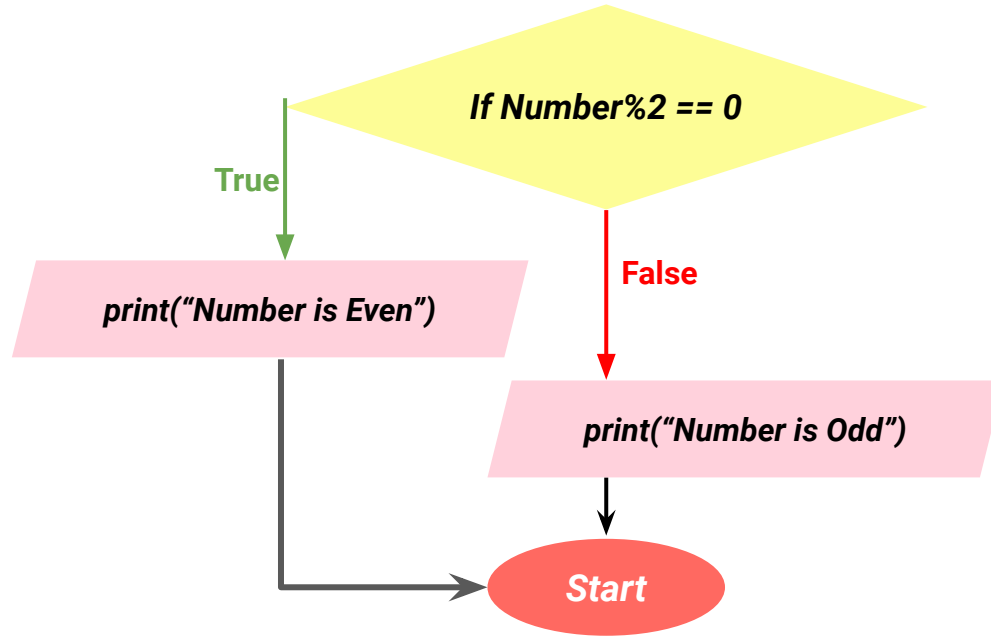 If Number%2 == 0
True
False
print(“Number is Even”)
print(“Number is Odd”)
Start